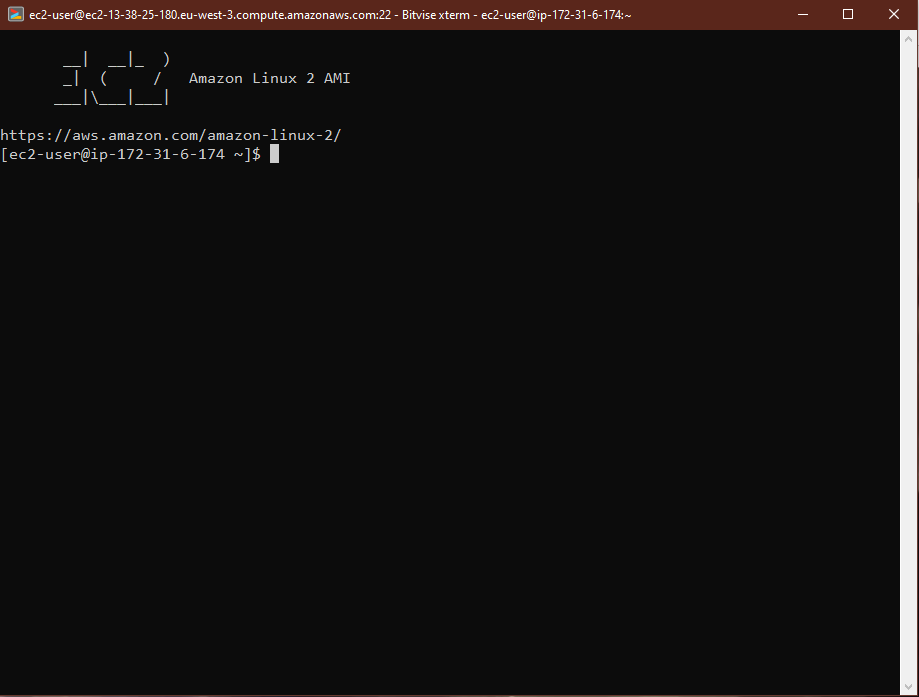 ec2-user@ec2-13-38-25-180.eu-west-3.compute.amazonaws.com:22 - Bitvise xterm - ec2-user@ip-172-31-6-174:~
       __|  __|_  )
       _|  (     /   Amazon Linux 2 AMI
      ___|\___|___|
https://aws.amazon.com/amazon-linux-2/
[ec2-user@ip-172-31-6-174 ~]$